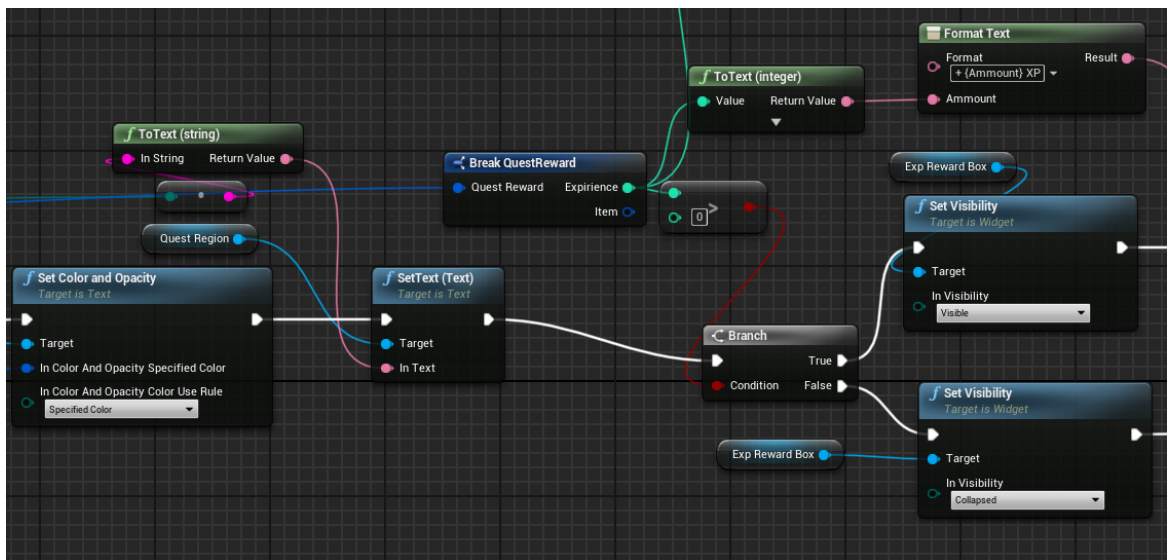 Format Text
Format
Result
+ {Ammount} XP
Ammount
ToText (integer)
Value
Return Value
ToText (string)
In String
Return Value
Break QuestReward
Quest Reward
Expirience
Item
0
>
Exp Reward Box
Set Visibility
Target is Widget
Target
In Visibility
Visible
Quest Region
Set Color and Opacity
Target is Text
Target
In Color And Opacity Specified Color
In Color And Opacity Color Use Rule
Specified Color
SetText (Text)
Target is Text
Target
In Text
Branch
True
Condition
False
Exp Reward Box
Set Visibility
Target is Widget
Target
In Visibility
Collapsed